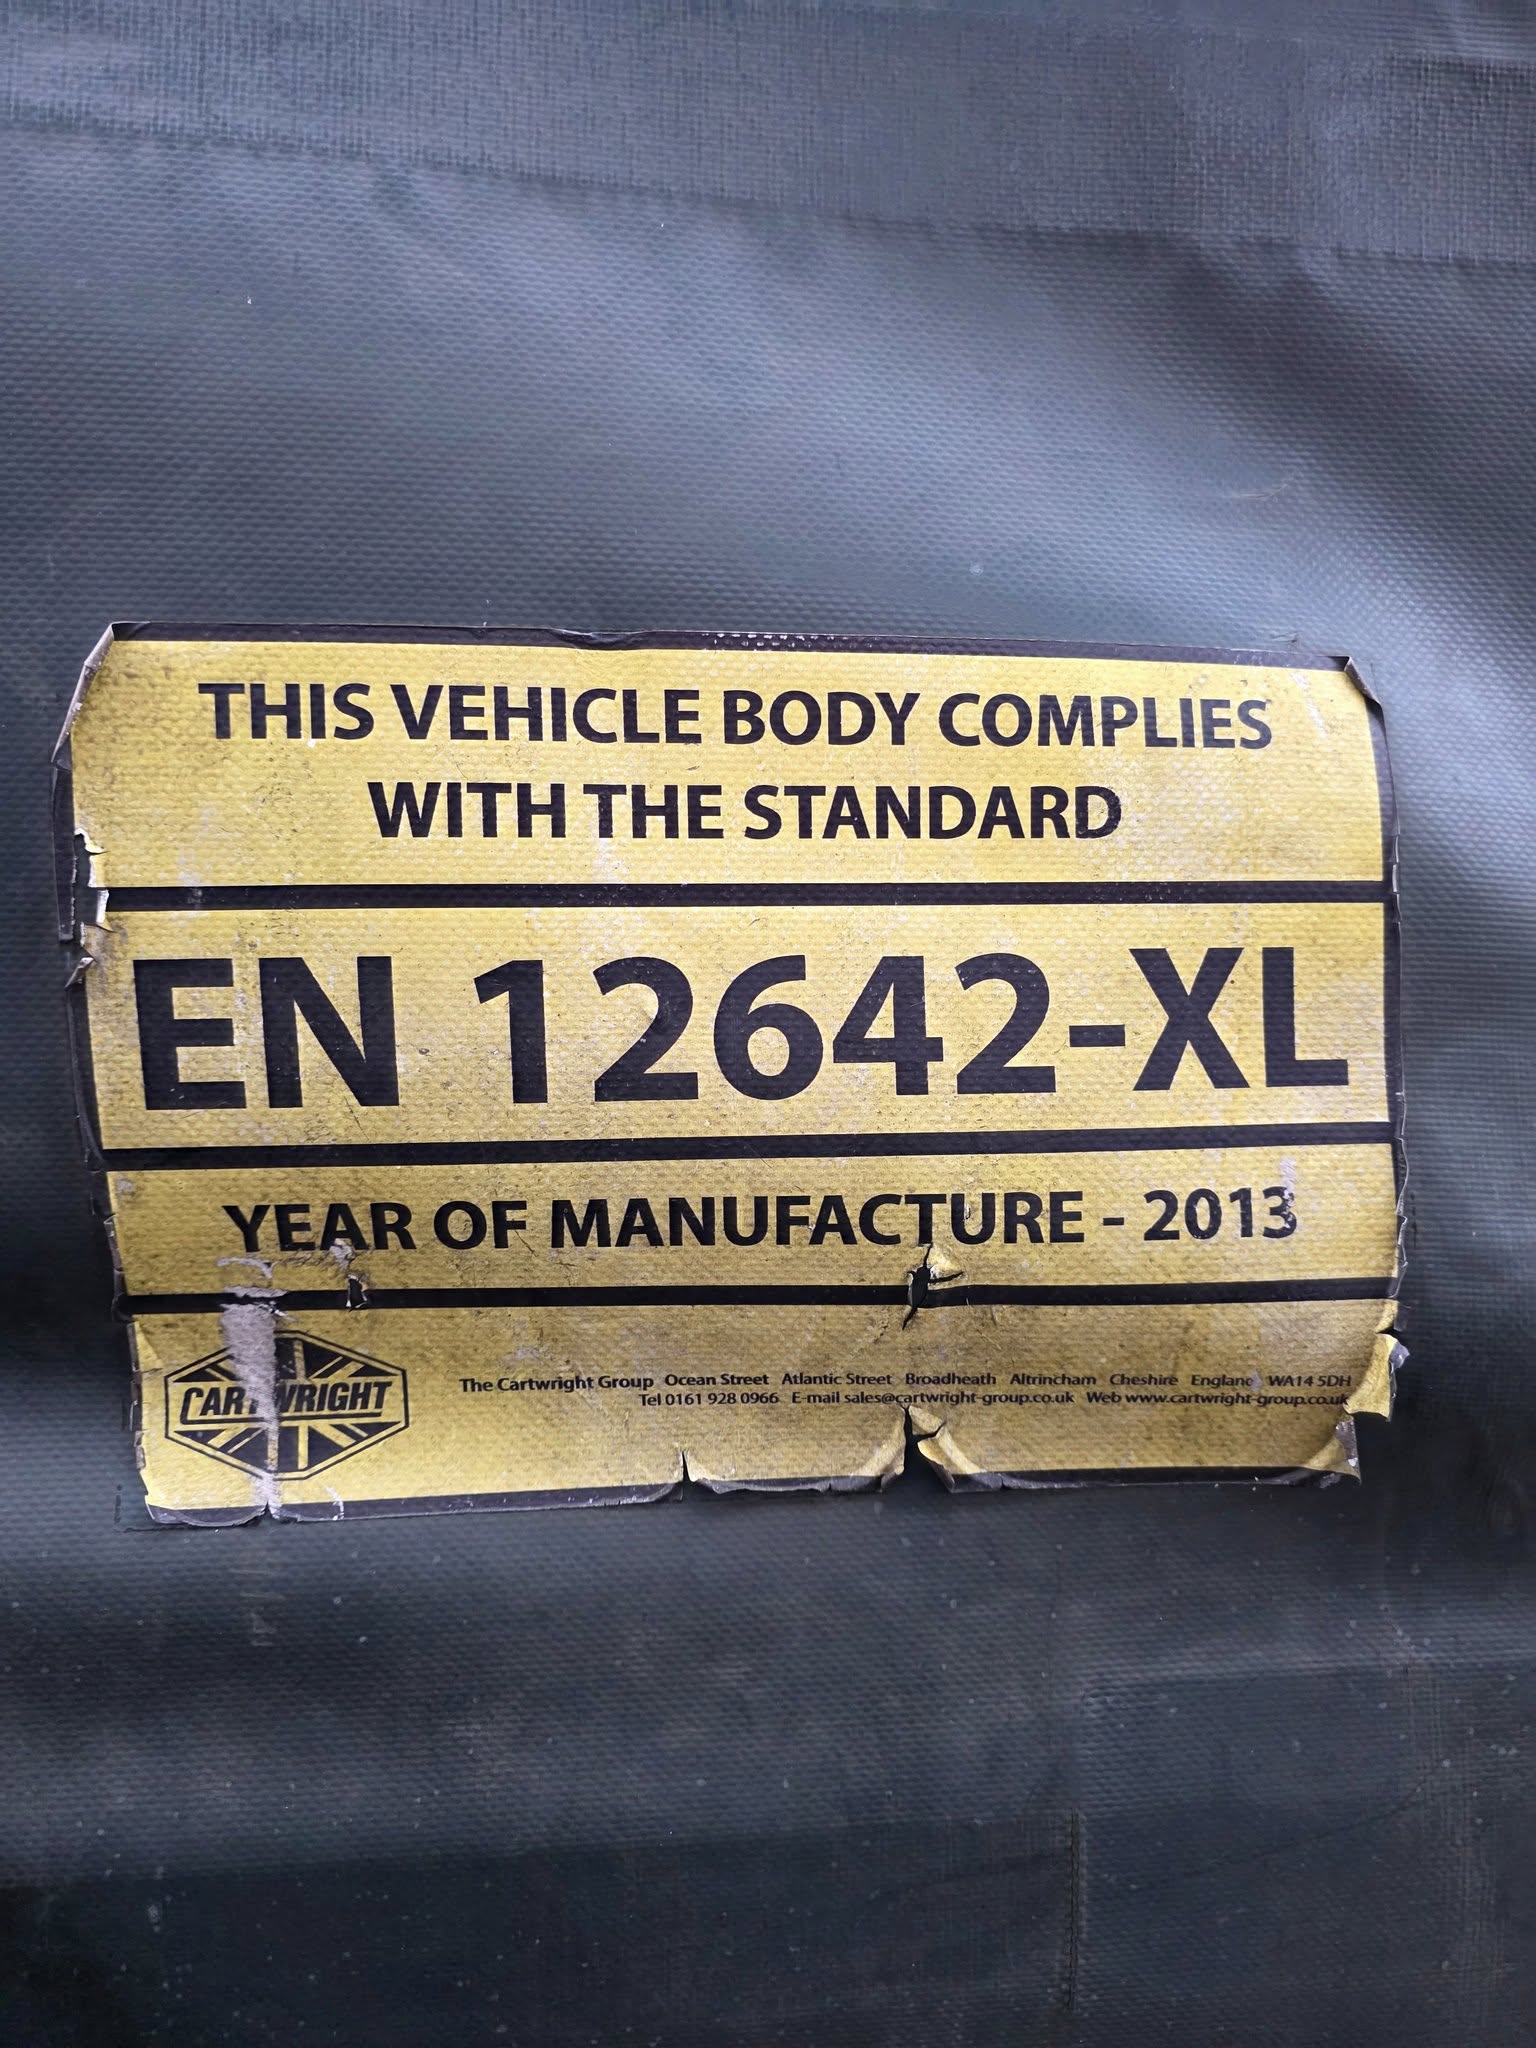 THIS VEHICLE BODY COMPLIES
WITH THE STANDARD
EN 12642-XL
YEAR OF MANUFACTURE - 2013
CARTWRIGHT
The Cartwright Group Ocean Street Atlantic Street Broadheath Altrincham Cheshire England WA14 5DH
Tel 0161 928 0966 E-mail sales@cartwright-group.co.uk Web www.cartwright-group.co.uk